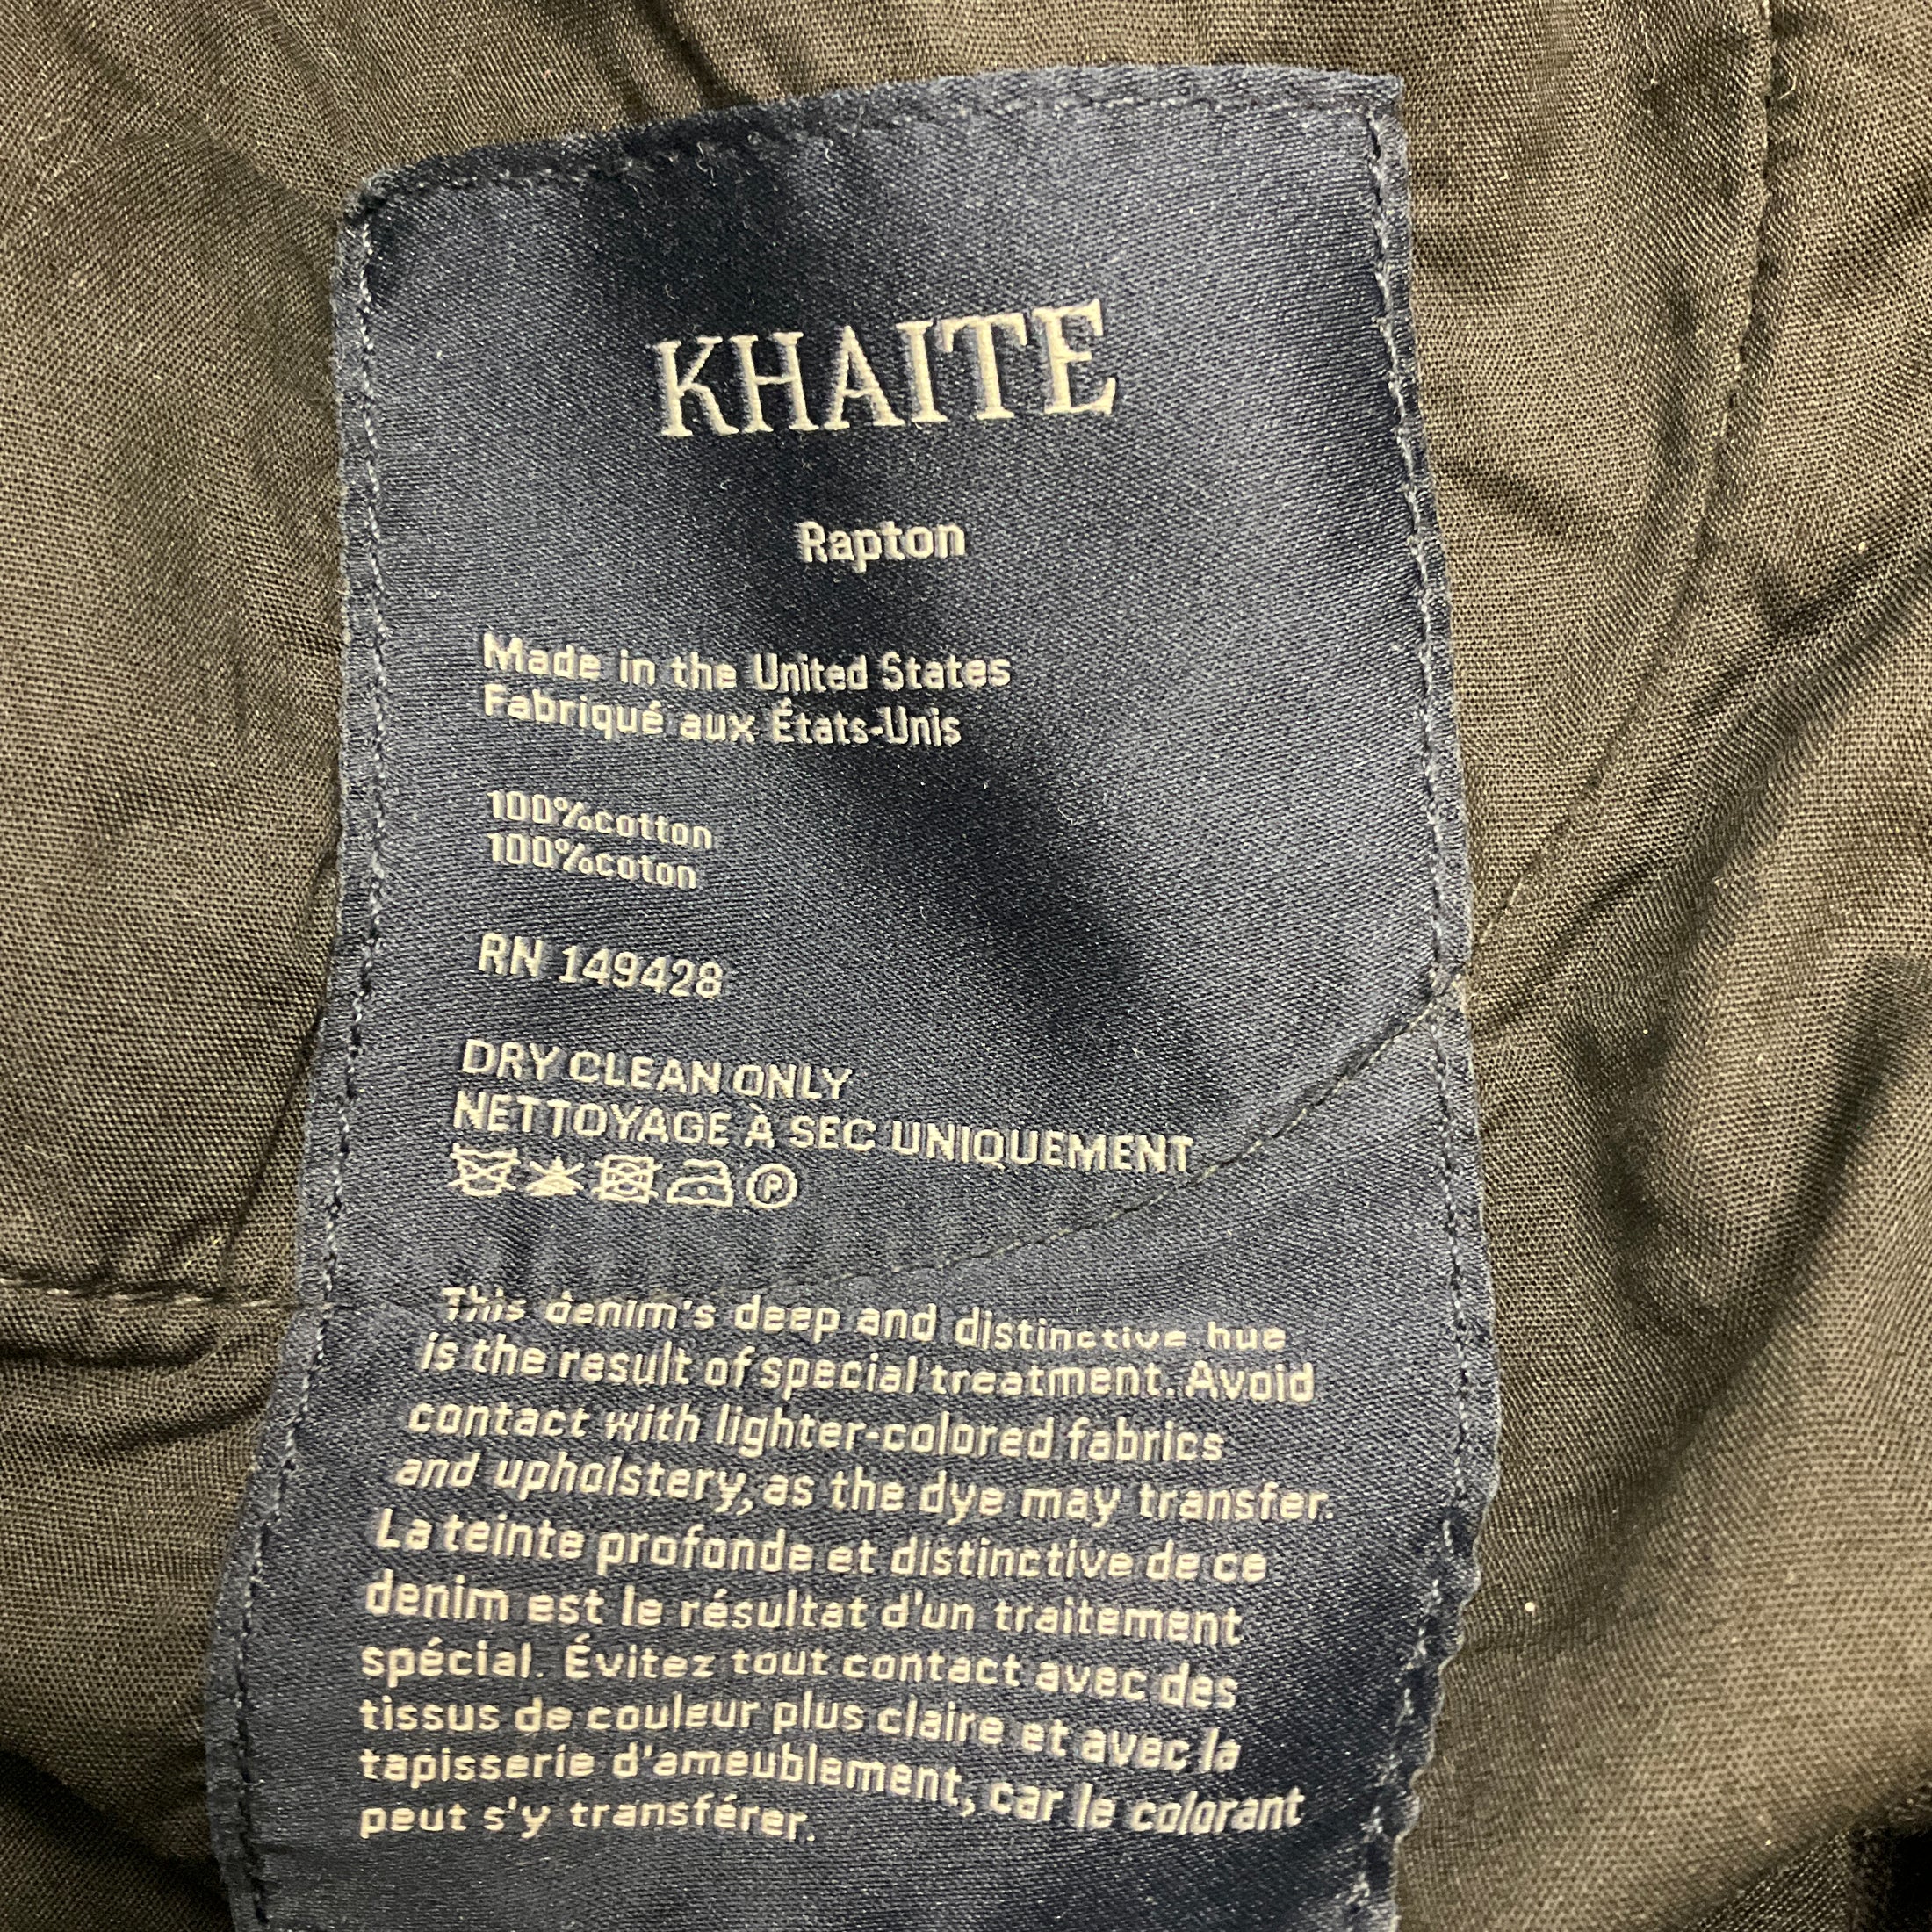 KHAITE
Rapton
Made in the United States
Fabriqué aux États-Unis
100%cotton
100%coton
RN 149428
DRY CLEAN ONLY
NETTOYAGE À SEC UNIQUEMENT
P
This denim's deep and distinctive hue
is the result of special treatment. Avoid
contact with lighter-colored fabrics
and upholstery, as the dye may transfer.
La teinte profonde et distinctive de ce
denim est le résultat d'un traitement
spécial. Évitez tout contact avec des
tissus de couleur plus claire et avec la
tapisserie d'ameublement, car le colorant
peut s'y transférer.